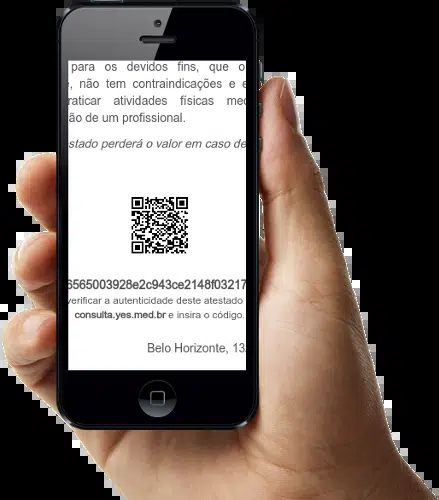 para os devidos fins, que o
e, não tem contraindicações e e
raticar atividades físicas med
ão de um profissional.
stado perderá o valor em caso de
6565003928e2c943ce2148f03217
verificar a autenticidade deste atestado
consulta.yes.med.br e insira o código.
Belo Horizonte, 13